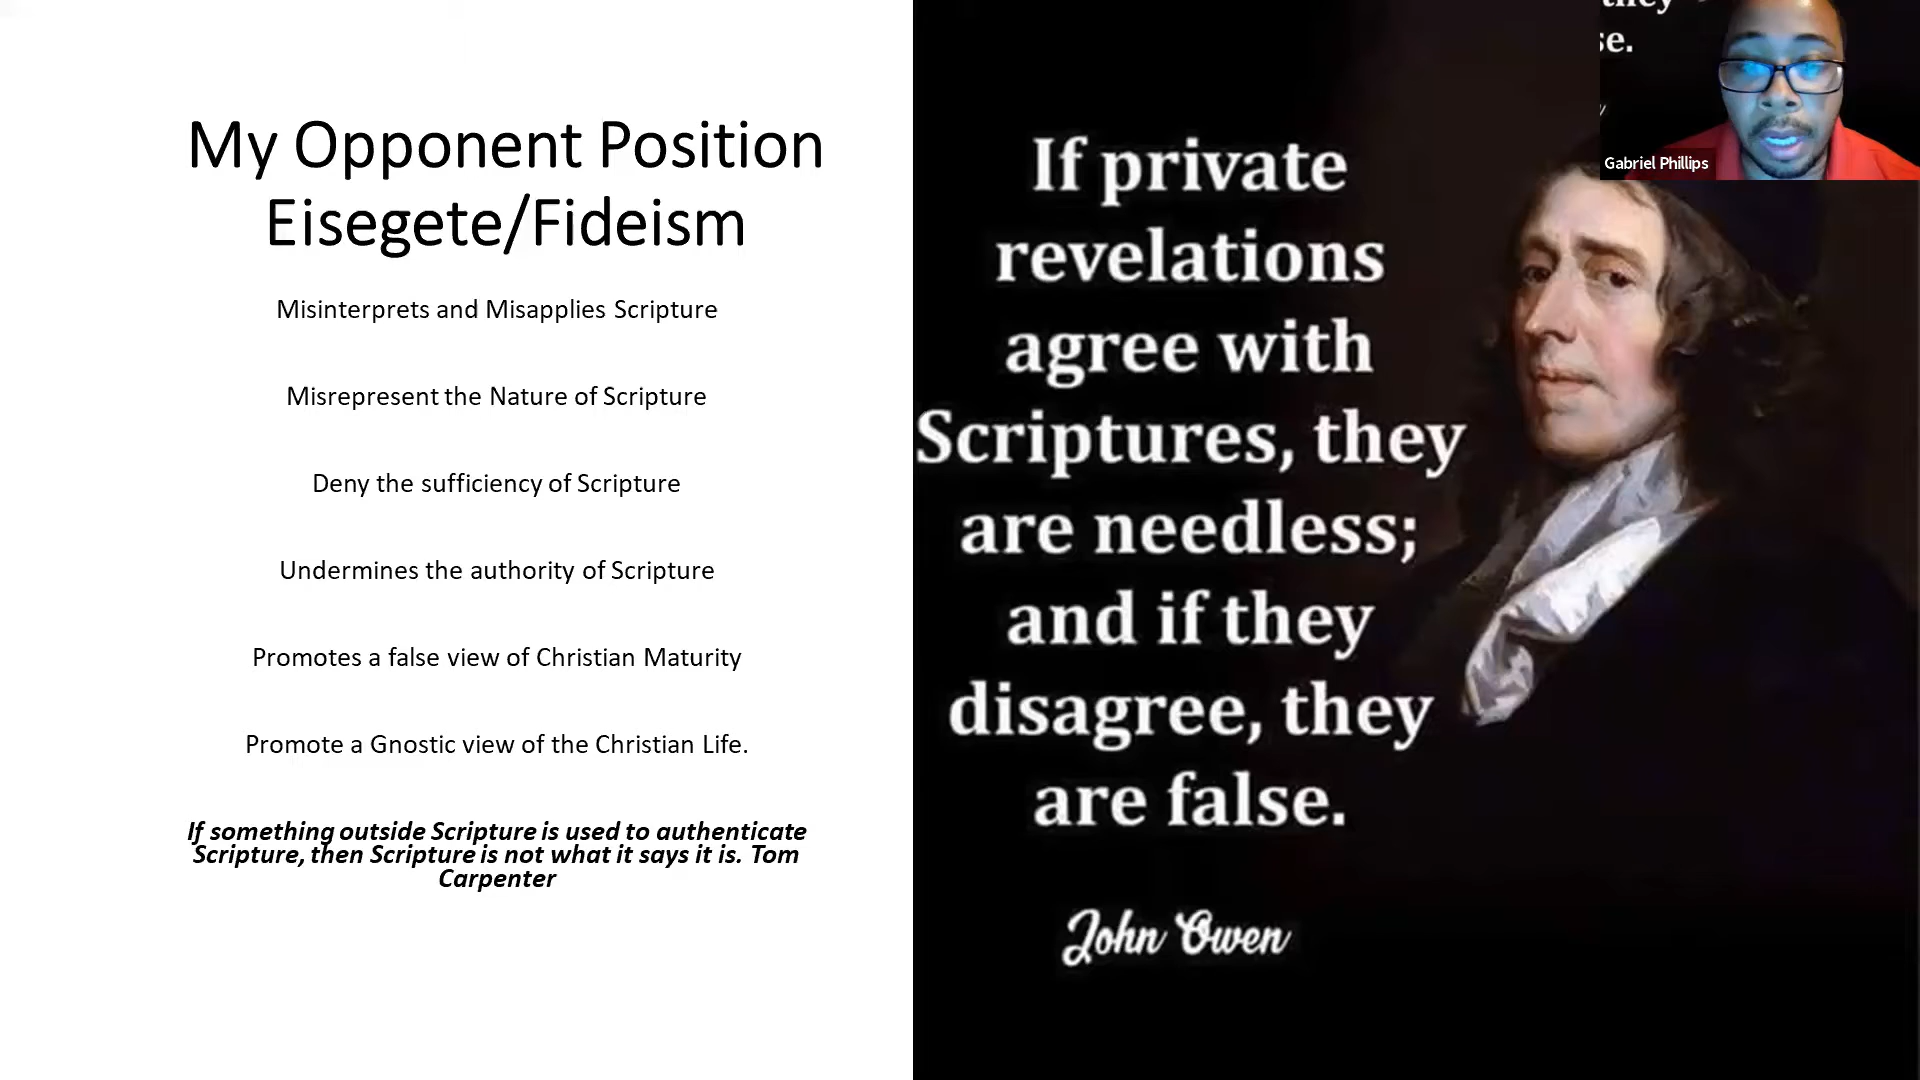 My Opponent Position
Eisegete/Fideism
Misinterprets and Misapplies Scripture
Misrepresent the Nature of Scripture
Deny the sufficiency of Scripture
Undermines the authority of Scripture
Promotes a false view of Christian Maturity
Promote a Gnostic view of the Christian Life.
If something outside Scripture is used to authenticate
Scripture, then Scripture is not what it says it is. Tom
Carpenter
If private
revelations
agree with
Scriptures, they
are needless;
and if they
disagree, they
are false.
John Owen
they
se.
Gabriel Phillips